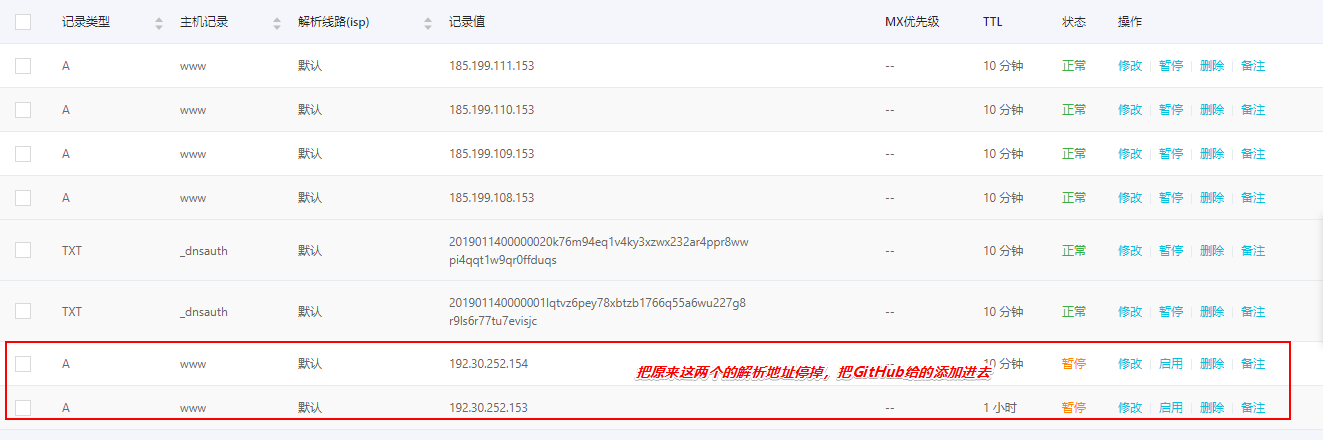 记录类型 主机记录 解析线路(isp) 记录值 MX优先级 TTL 状态 操作
A www 默认 185.199.111.153 -- 10 分钟 正常 修改 暂停 删除 备注
A www 默认 185.199.110.153 -- 10 分钟 正常 修改 暂停 删除 备注
A www 默认 185.199.109.153 -- 10 分钟 正常 修改 暂停 删除 备注
A www 默认 185.199.108.153 -- 10 分钟 正常 修改 暂停 删除 备注
TXT _dnsauth 默认 2019011400000020k76m94eq1v4ky3xzwx232ar4ppr8ww -- 10 分钟 正常 修改 暂停 删除 备注
pi4qqt1w9qr0ffduqs
TXT _dnsauth 默认 201901140000001lqtvz6pey78xbtzb1766q55a6wu227g8 -- 10 分钟 正常 修改 暂停 删除 备注
r9ls6r77tu7evisjc
A www 默认 192.30.252.154 -- 10 分钟 暂停 修改 启用 删除 备注
把原来这两个的解析地址停掉，把GitHub给的添加进去
A www 默认 192.30.252.153 -- 1 小时 暂停 修改 启用 删除 备注